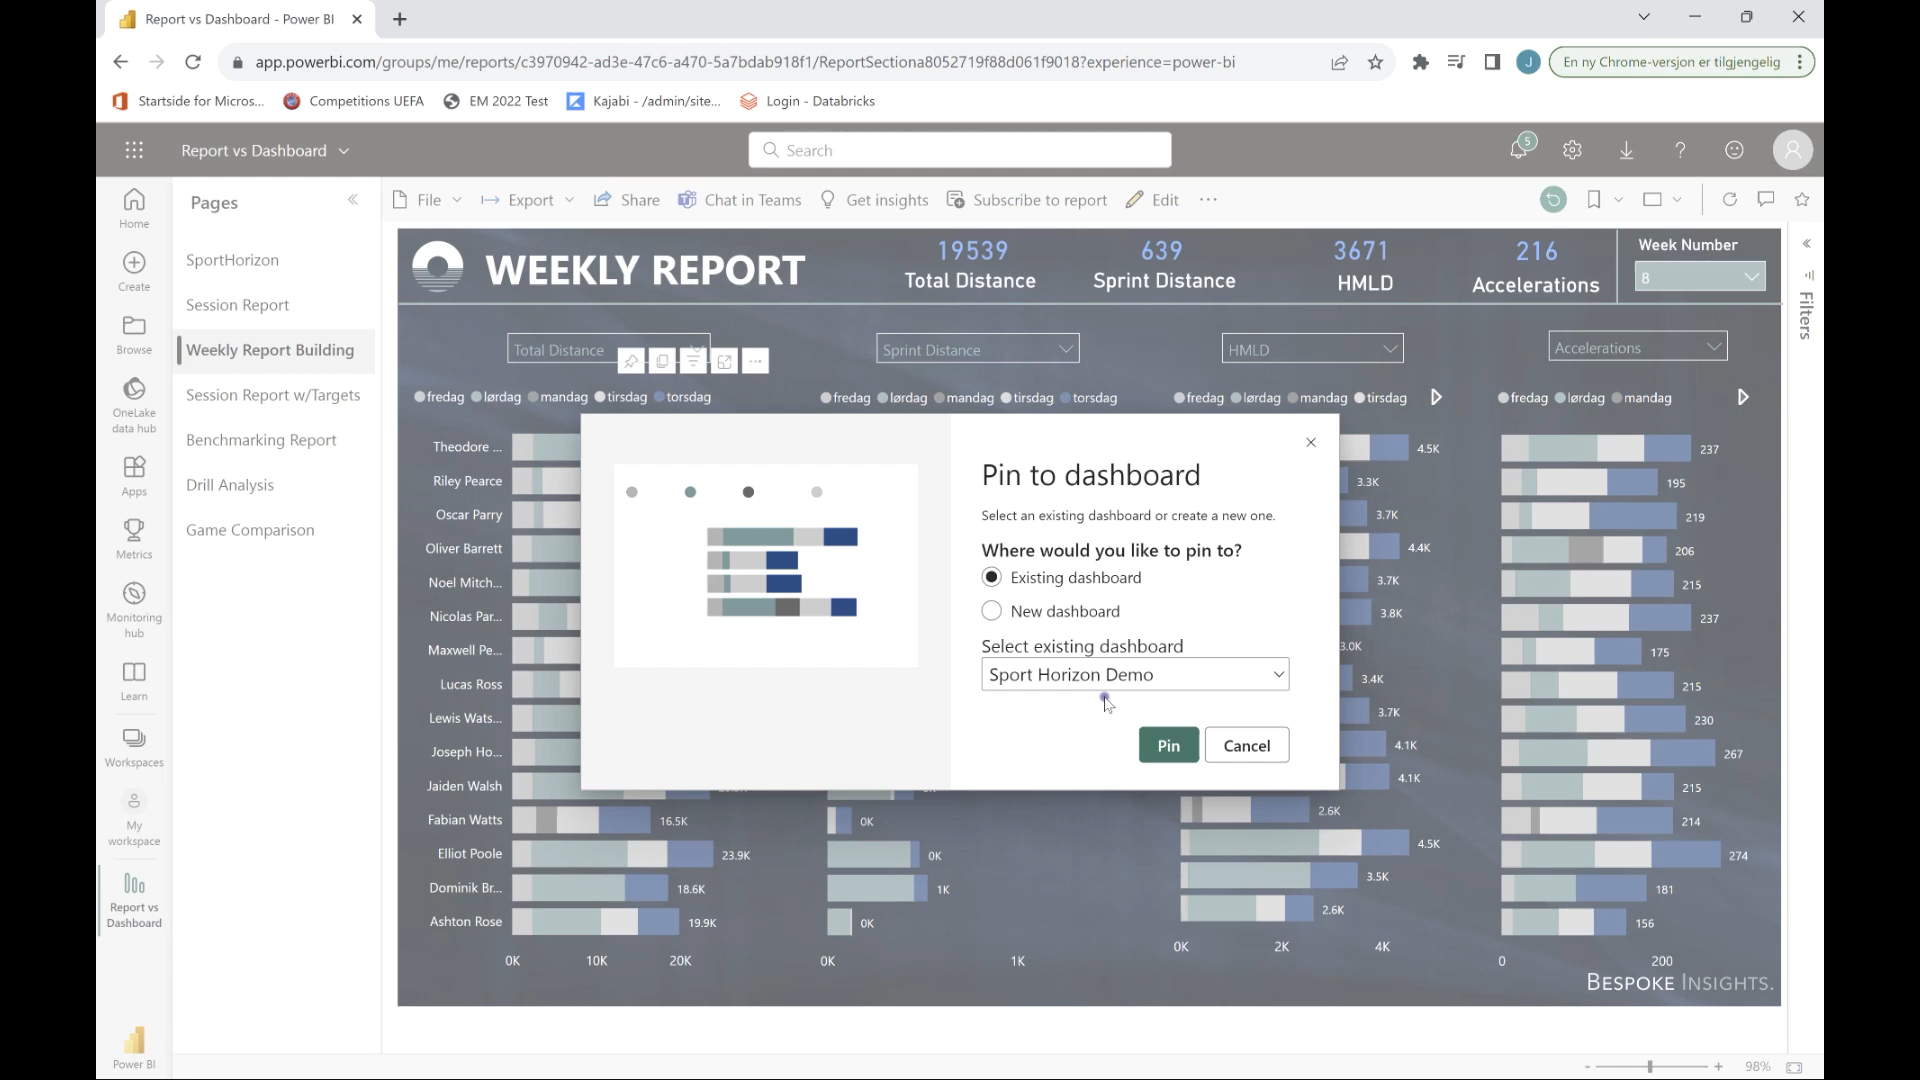 Report vs Dashboard - Power BI
app.powerbi.com/groups/me/reports/c3970942-ad3e-47c6-a470-5a7bdab918f1/ReportSectiona8052719f88d061f9018?experience=power-bi
J
En ny Chrome-versjon er tilgjengelig
Startside for Micros...
Competitions UEFA
EM 2022 Test
Kajabi - /admin/site...
Login - Databricks
Report vs Dashboard
Search
5
Home
Create
Browse
OneLake
data hub
Apps
Metrics
Monitoring
hub
Learn
Workspaces
My
workspace
Report vs
Dashboard
Power BI
Pages
SportHorizon
Session Report
Weekly Report Building
Session Report w/Targets
Benchmarking Report
Drill Analysis
Game Comparison
File
Export
Share
Chat in Teams
Get insights
Subscribe to report
Edit
WEEKLY REPORT
19539
Total Distance
639
Sprint Distance
3671
HMLD
216
Accelerations
Week Number
8
Filters
Total Distance
Sprint Distance
HMLD
Accelerations
fredag lørdag mandag tirsdag torsdag
fredag lørdag mandag tirsdag torsdag
fredag lørdag mandag tirsdag
fredag lørdag mandag
Theodore ...
Riley Pearce
Oscar Parry
Oliver Barrett
Noel Mitch...
Nicolas Par...
Maxwell Pe...
Lucas Ross
Lewis Wats...
Joseph Ho...
Jaiden Walsh
Fabian Watts
Elliot Poole
Dominik Br...
Ashton Rose
16.5K
23.9K
18.6K
19.9K
0K 10K 20K
0K
0K
1K
0K
0K 1K
4.5K
3.3K
3.7K
4.4K
3.7K
3.8K
3.0K
3.4K
3.7K
4.1K
4.1K
2.6K
4.5K
3.5K
2.6K
0K 2K 4K
237
195
219
206
215
237
175
215
230
267
215
214
274
181
156
0 200
BESPOKE INSIGHTS.
Pin to dashboard
Select an existing dashboard or create a new one.
Where would you like to pin to?
Existing dashboard
New dashboard
Select existing dashboard
Sport Horizon Demo
Pin
Cancel
98%